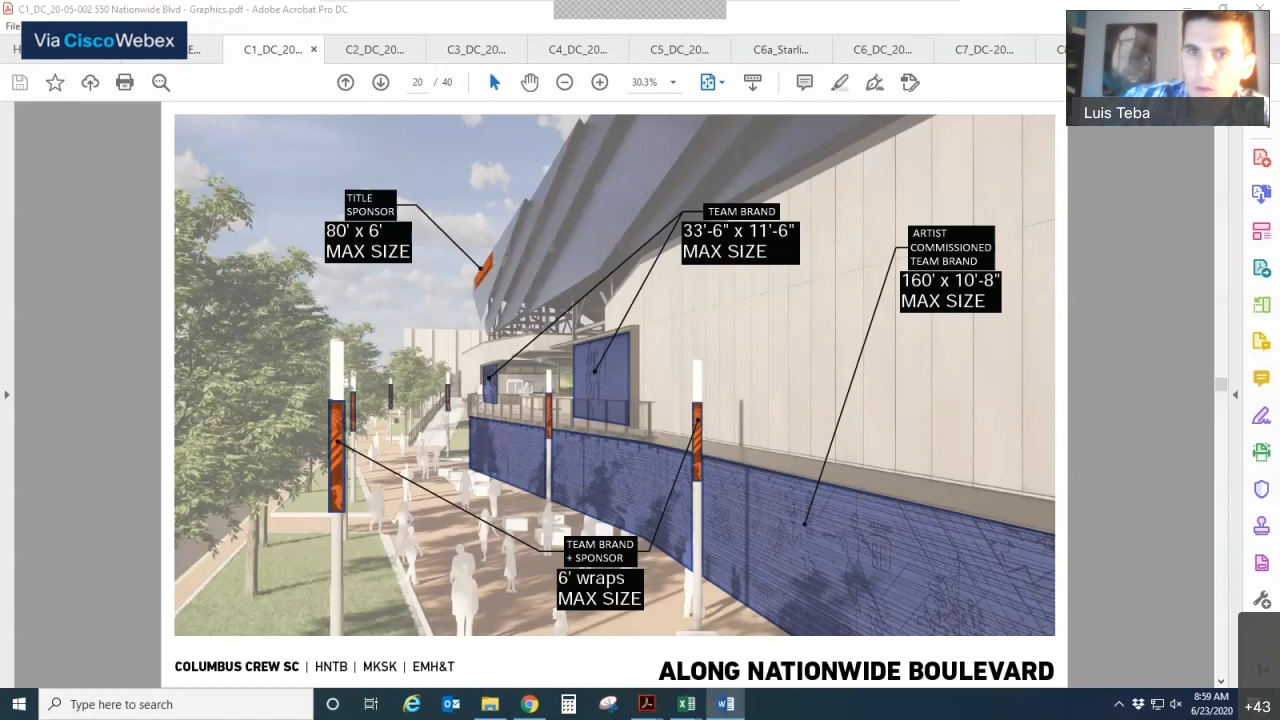 C1_DC_20-05-002 550 Nationwide Blvd - Graphics.pdf - Adobe Acrobat Pro DC
Via Cisco Webex
C1_DC_20... ×
C2_DC_20...
C3_DC_20...
C4_DC_20...
C5_DC_20...
C6a_Starli...
C6_DC_20...
C7_DC-20...
20 / 40
30.3%
Luis Teba
TITLE
SPONSOR
80' x 6'
MAX SIZE
TEAM BRAND
33'-6" x 11'-6"
MAX SIZE
ARTIST
COMMISSIONED
TEAM BRAND
160' x 10'-8"
MAX SIZE
TEAM BRAND
+ SPONSOR
6' wraps
MAX SIZE
COLUMBUS CREW SC | HNTB | MKSK | EMH&T
ALONG NATIONWIDE BOULEVARD
Type here to search
8:59 AM
6/23/2020
+43